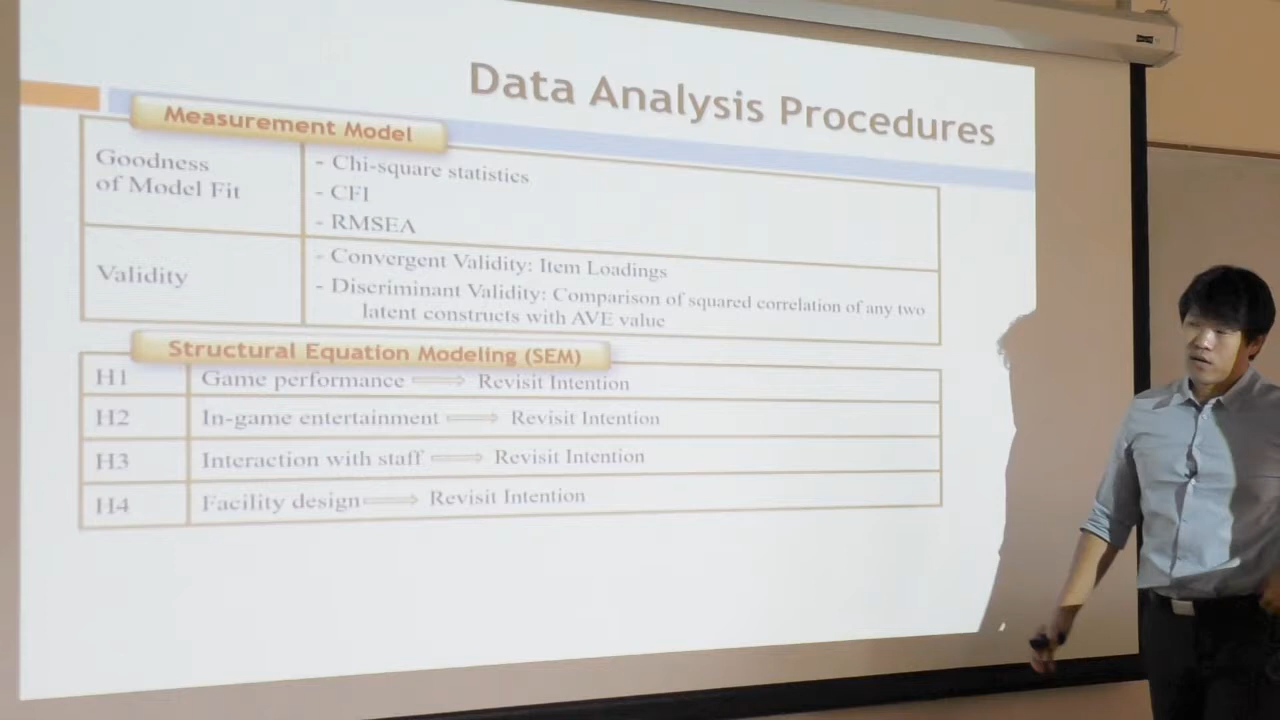 Data Analysis Procedures
Measurement Model
Goodness
of Model Fit
- Chi-square statistics
- CFI
- RMSEA
Validity
- Convergent Validity: Item Loadings
- Discriminant Validity: Comparison of squared correlation of any two
latent constructs with AVE value
Structural Equation Modeling (SEM)
H1 Game performance ⟹ Revisit Intention
H2 In-game entertainment ⟹ Revisit Intention
H3 Interaction with staff ⟹ Revisit Intention
H4 Facility design ⟹ Revisit Intention